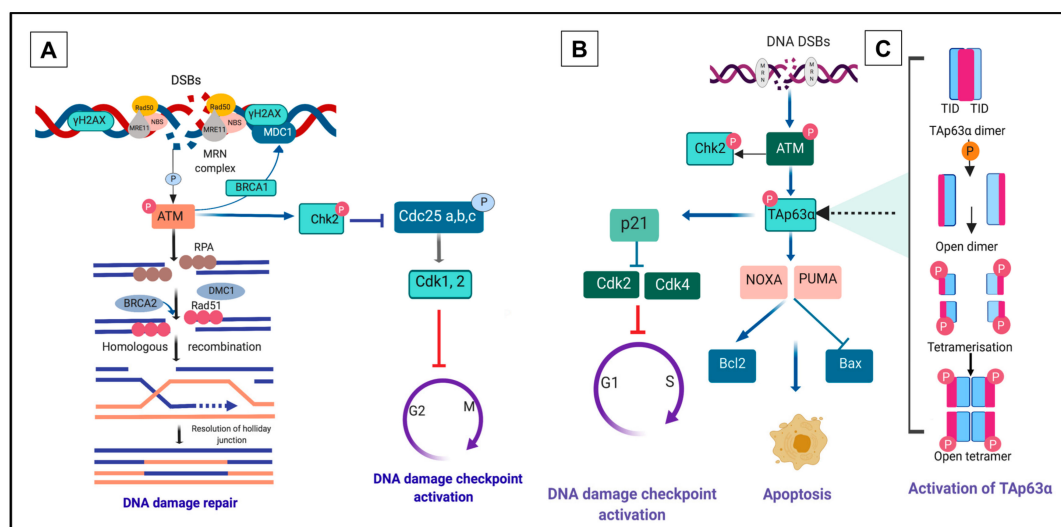 A
DSBs
γH2AX
Rad50
MRE11
NBS
Rad50
MRE11
NBS
γH2AX
MDC1
MRN
complex
P
BRCA1
P
ATM
Chk2
P
Cdc25 a,b,c
P
Cdk1, 2
G2
M
DNA damage checkpoint
activation
RPA
BRCA2
DMC1
Rad51
Homologous recombination
Resolution of holliday
junction
DNA damage repair
B
DNA DSBs
M
R
N
Chk2
P
ATM
P
P
TAp63α
p21
Cdk2
Cdk4
NOXA
PUMA
G1
S
Bcl2
Bax
DNA damage checkpoint
activation
Apoptosis
C
TID TID
TAp63α dimer
P
Open dimer
P
P
P
P
Tetramerisation
P
P
P
P
Open tetramer
Activation of TAp63α